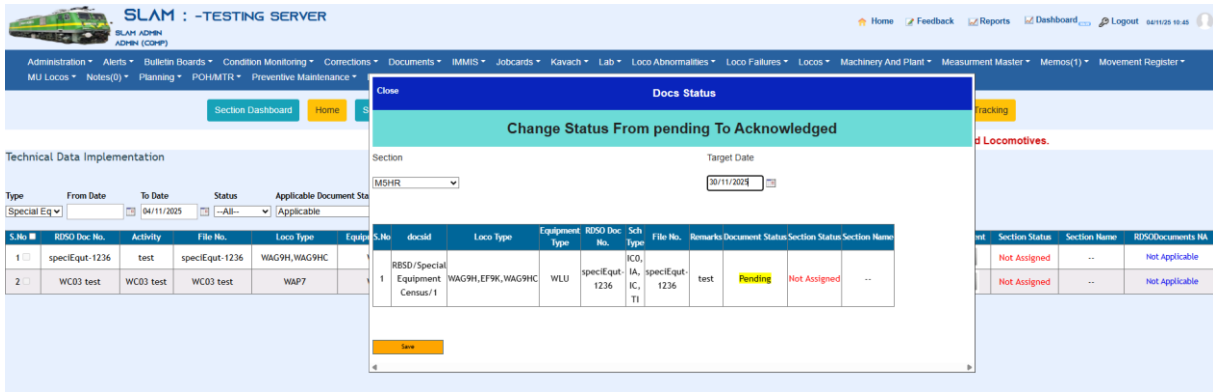 SLAM : -TESTING SERVER
SLAM ADMIN
ADMIN (COMP)
Home Feedback Reports Dashboard Logout 04/11/25 10:45
Administration Alerts Bulletin Boards Condition Monitoring Corrections Documents IMMIS Jobcards Kavach Lab Loco Abnormalities Loco Failures Locos Machinery And Plant Measurment Master Memos(1) Movement Register
MU Locos Notes(0) Planning POH/MTR Preventive Maintenance
Close Docs Status
Section Dashboard Home S Tracking
Change Status From pending To Acknowledged
d Locomotives.
Technical Data Implementation
Section Target Date
M5HR 30/11/2025
Type From Date To Date Status Applicable Document Sta
Special Eq 04/11/2025 --All-- Applicable
S.No RDSO Doc No. Activity File No. Loco Type Equip
1 speciEqut-1236 test speciEqut-1236 WAG9H,WAG9HC
2 WC03 test WC03 test WC03 test WAP7
S.No docsid Loco Type Equipment Type RDSO Doc No. Sch Type File No. Remarks Document Status Section Status Section Name
1 RBSD/Special Equipment Census/1 WAG9H,EF9K,WAG9HC WLU speciEqut-1236 IC0, IA, IC, TI speciEqut-1236 test Pending Not Assigned --
nt Section Status Section Name RDSODocuments NA
Not Assigned -- Not Applicable
Not Assigned -- Not Applicable
Save